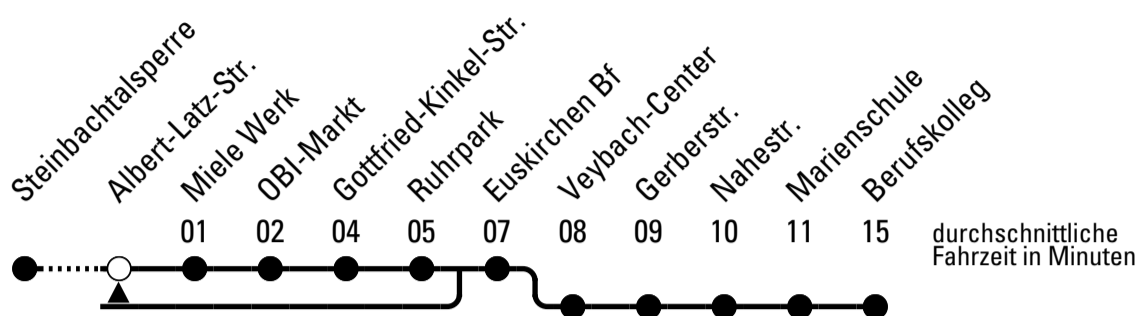 Steinbachtalsperre
Albert-Latz-Str.
Miele Werk
OBI-Markt
Gottfried-Kinkel-Str.
Ruhrpark
Euskirchen Bf
Veybach-Center
Gerberstr.
Nahestr.
Marienschule
Berufskolleg
01 02 04 05 07 08 09 10 11 15
durchschnittliche
Fahrzeit in Minuten